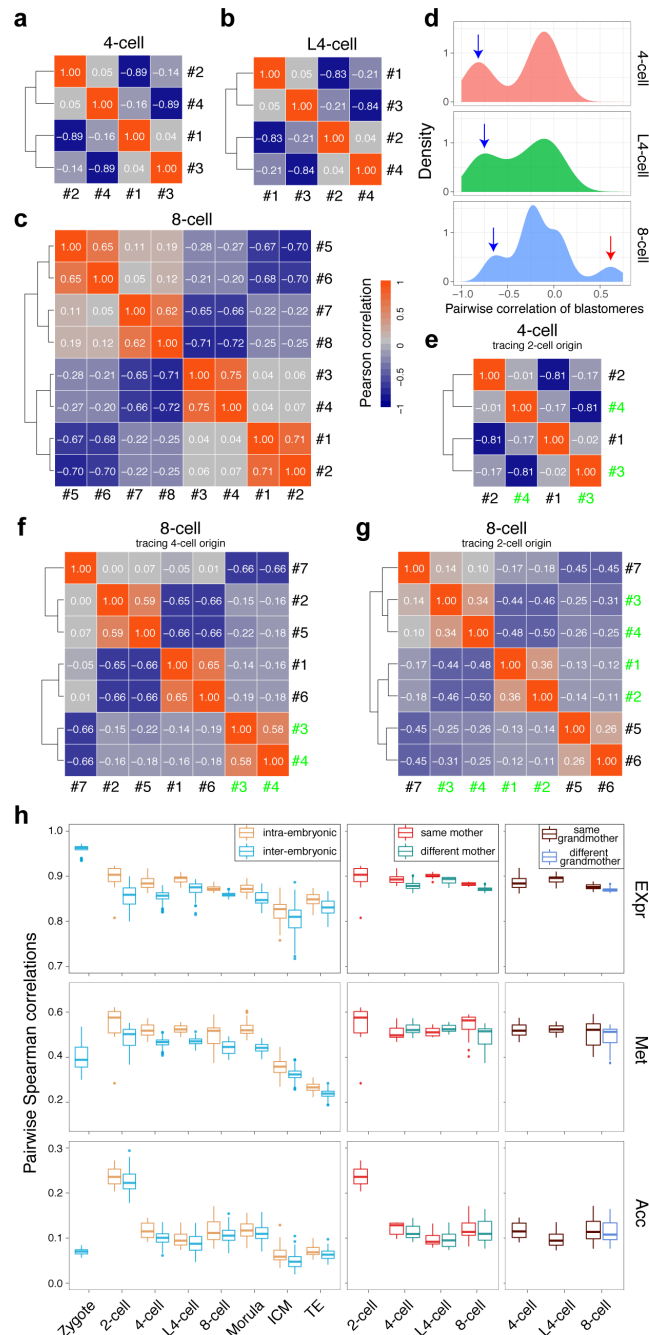 a
4-cell
1.00 0.05 −0.89 −0.14 #2
0.05 1.00 −0.16 −0.89 #4
−0.89 −0.16 1.00 0.04 #1
−0.14 −0.89 0.04 1.00 #3
#2 #4 #1 #3
b
L4-cell
1.00 0.05 −0.83 −0.21 #1
0.05 1.00 −0.21 −0.84 #3
−0.83 −0.21 1.00 0.04 #2
−0.21 −0.84 0.04 1.00 #4
#1 #3 #2 #4
c
8-cell
1.00 0.65 0.11 0.19 −0.28 −0.27 −0.67 −0.70 #5
0.65 1.00 0.05 0.12 −0.21 −0.20 −0.68 −0.70 #6
0.11 0.05 1.00 0.62 −0.65 −0.66 −0.22 −0.22 #7
0.19 0.12 0.62 1.00 −0.71 −0.72 −0.25 −0.25 #8
−0.28 −0.21 −0.65 −0.71 1.00 0.75 0.04 0.06 #3
−0.27 −0.20 −0.66 −0.72 0.75 1.00 0.04 0.07 #4
−0.67 −0.68 −0.22 −0.25 0.04 0.04 1.00 0.71 #1
−0.70 −0.70 −0.22 −0.25 0.06 0.07 0.71 1.00 #2
#5 #6 #7 #8 #3 #4 #1 #2
Pearson correlation
1
0.5
0
−0.5
−1
d
1
0
4-cell
1
0
L4-cell
1
0
8-cell
Density
−1.0 −0.5 0.0 0.5
Pairwise correlation of blastomeres
e
4-cell
tracing 2-cell origin
1.00 −0.01 −0.81 −0.17 #2
−0.01 1.00 −0.17 −0.81 #4
−0.81 −0.17 1.00 −0.02 #1
−0.17 −0.81 −0.02 1.00 #3
#2 #4 #1 #3
f
8-cell
tracing 4-cell origin
1.00 0.00 0.07 −0.05 0.01 −0.66 −0.66 #7
0.00 1.00 0.59 −0.65 −0.66 −0.15 −0.16 #2
0.07 0.59 1.00 −0.66 −0.66 −0.22 −0.18 #5
−0.05 −0.65 −0.66 1.00 0.65 −0.14 −0.16 #1
0.01 −0.66 −0.66 0.65 1.00 −0.19 −0.18 #6
−0.66 −0.15 −0.22 −0.14 −0.19 1.00 0.58 #3
−0.66 −0.16 −0.18 −0.16 −0.18 0.58 1.00 #4
#7 #2 #5 #1 #6 #3 #4
g
8-cell
tracing 2-cell origin
1.00 0.14 0.10 −0.17 −0.18 −0.45 −0.45 #7
0.14 1.00 0.34 −0.44 −0.46 −0.25 −0.31 #3
0.10 0.34 1.00 −0.48 −0.50 −0.26 −0.25 #4
−0.17 −0.44 −0.48 1.00 0.36 −0.13 −0.12 #1
−0.18 −0.46 −0.50 0.36 1.00 −0.14 −0.11 #2
−0.45 −0.25 −0.26 −0.13 −0.14 1.00 0.26 #5
−0.45 −0.31 −0.25 −0.12 −0.11 0.26 1.00 #6
#7 #3 #4 #1 #2 #5 #6
h
Pairwise Spearman correlations
1.0
0.9
0.8
0.7
intra-embryonic
inter-embryonic
same mother
different mother
same
grandmother
different
grandmother
EXpr
0.6
0.4
0.2
Met
0.3
0.2
0.1
0.0
Acc
Zygote 2-cell 4-cell L4-cell 8-cell Morula ICM TE
2-cell 4-cell L4-cell 8-cell
4-cell L4-cell 8-cell